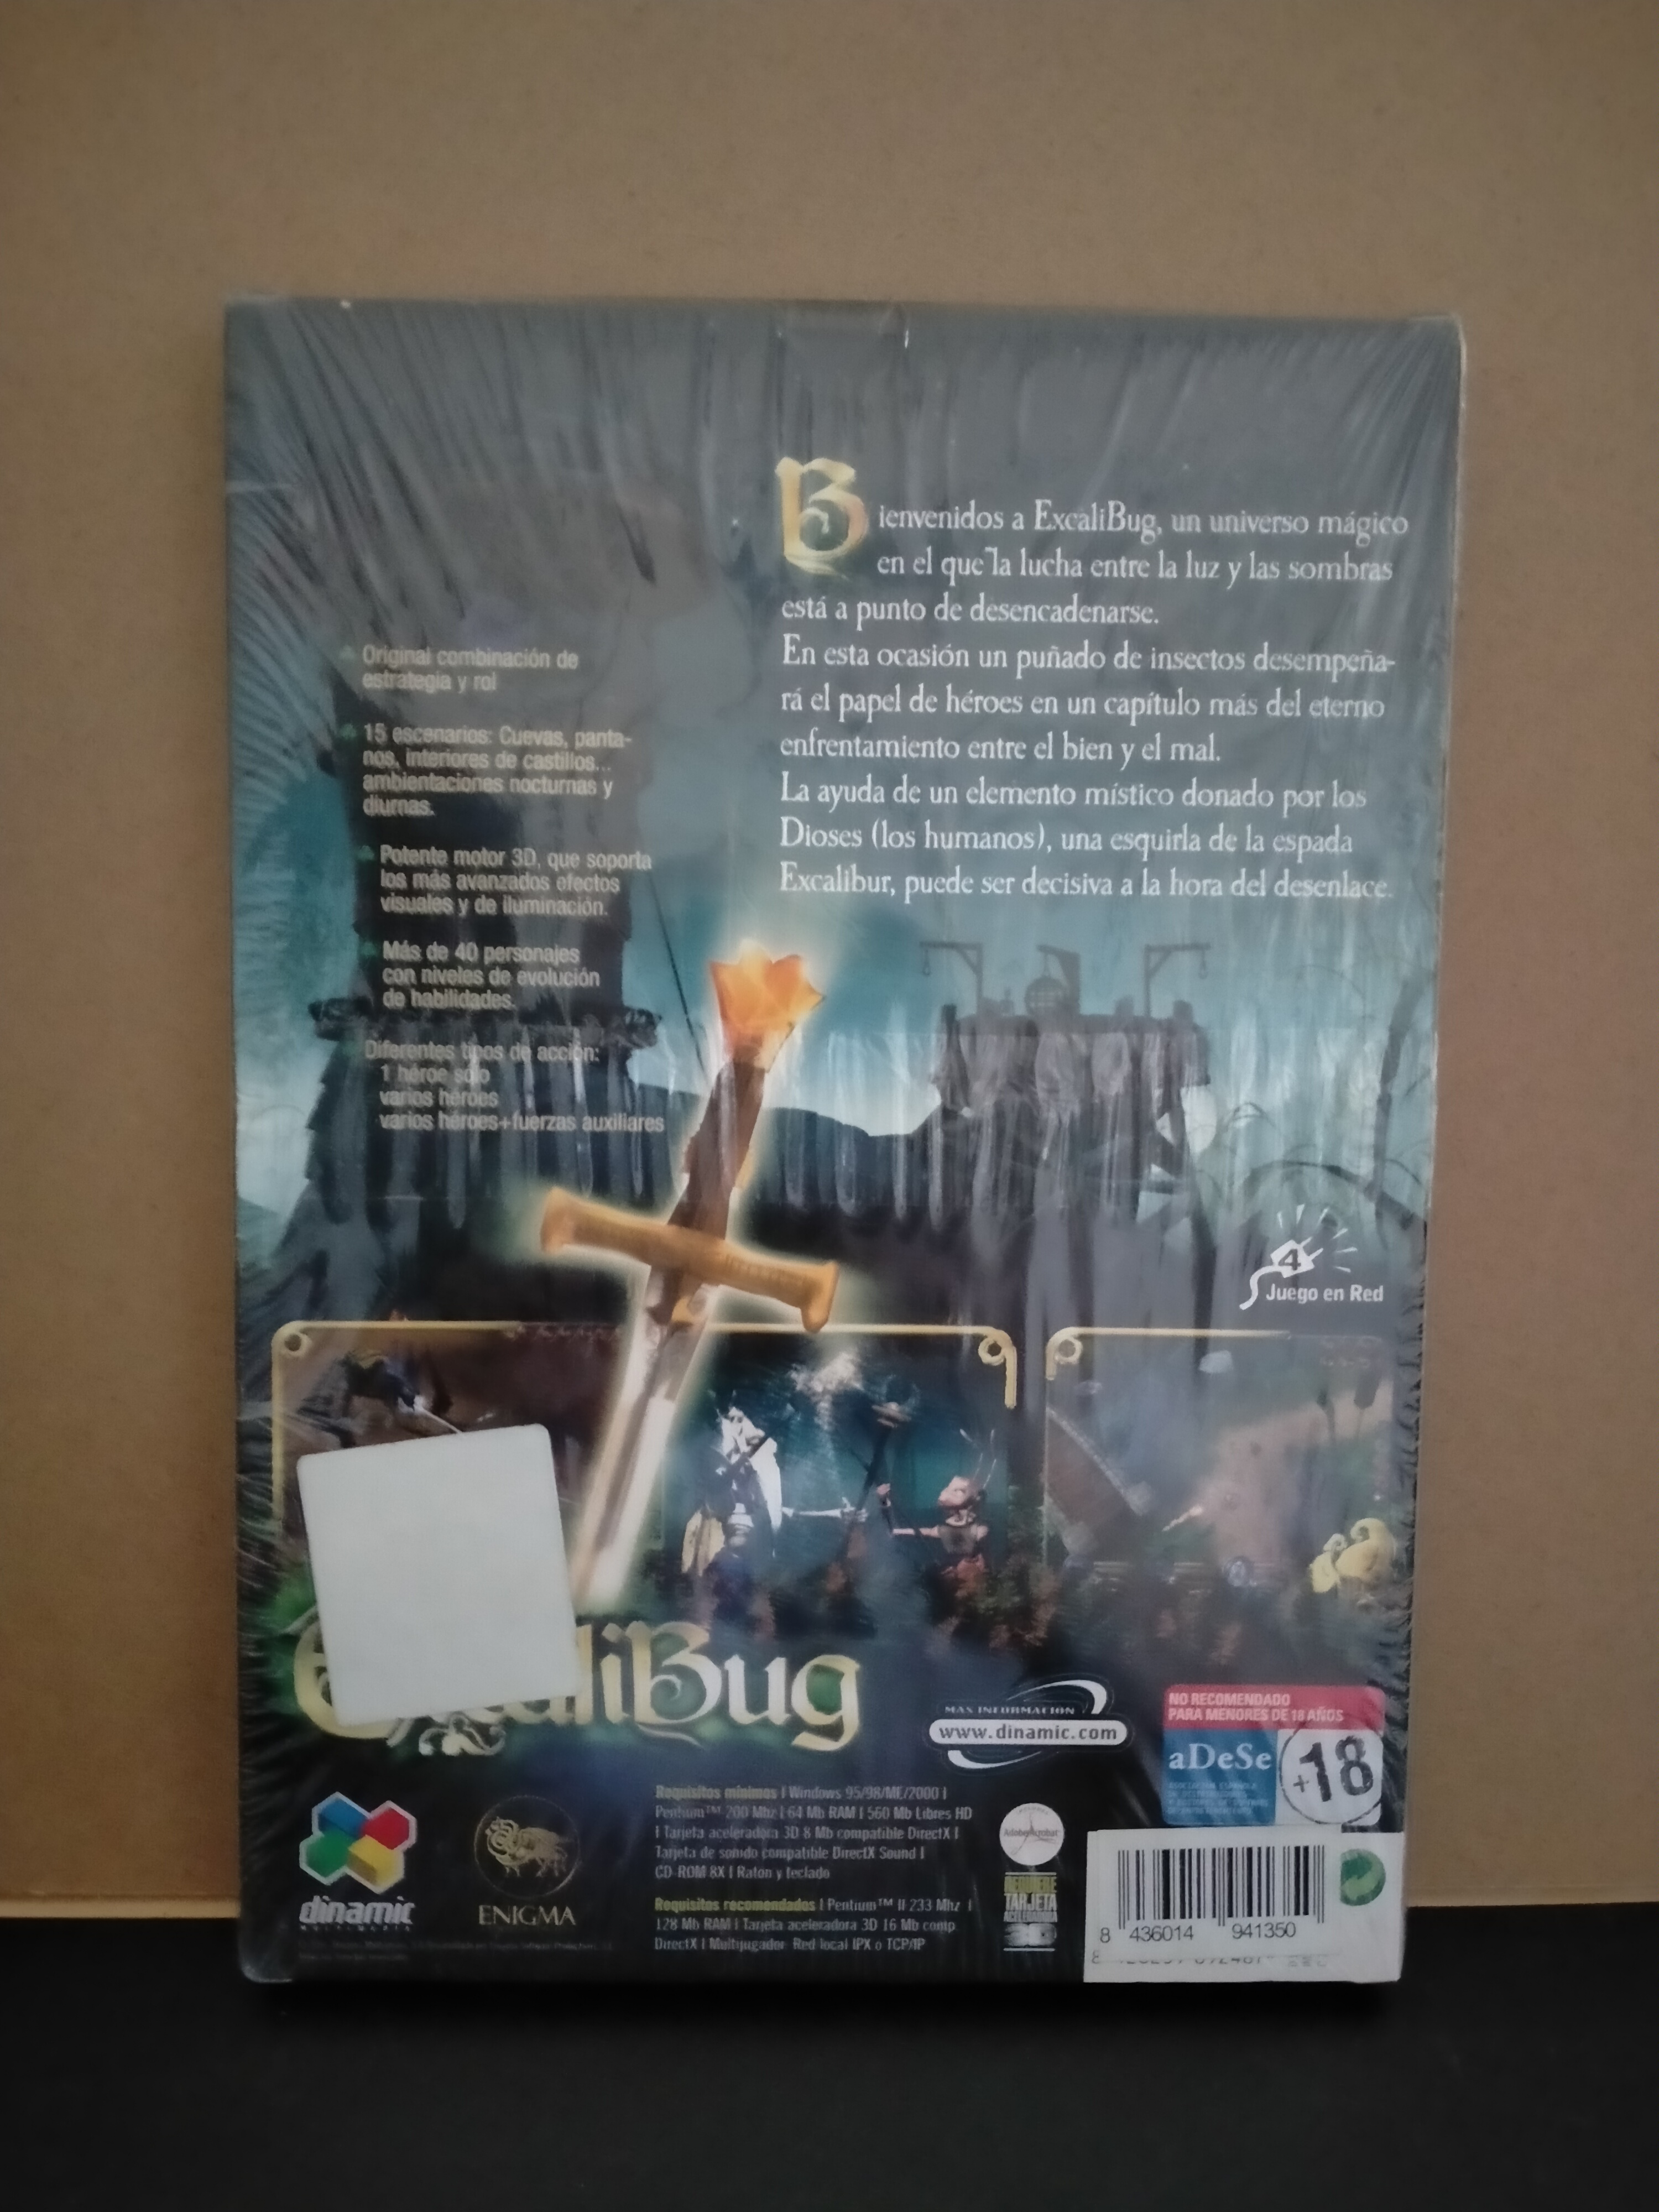 Bienvenidos a ExcaliBug, un universo mágico
en el que la lucha entre la luz y las sombras
está a punto de desencadenarse.
En esta ocasión un puñado de insectos desempeña-
rá el papel de héroes en un capítulo más del eterno
enfrentamiento entre el bien y el mal.
La ayuda de un elemento místico donado por los
Dioses (los humanos), una esquirla de la espada
Excalibur, puede ser decisiva a la hora del desenlace.
Original combinación de
estrategia y rol
15 escenarios: Cuevas, panta-
nos, interiores de castillos...
ambientaciones nocturnas y
diurnas.
Potente motor 3D, que soporta
los más avanzados efectos
visuales y de iluminación.
Más de 40 personajes
con niveles de evolución
de habilidades.
Diferentes tipos de acción:
1 héroe solo
varios héroes
varios héroes+fuerzas auxiliares
4
Juego en Red
ExcaliBug
MAS INFORMACION
www.dinamic.com
NO RECOMENDADO
PARA MENORES DE 18 AÑOS
aDeSe
+18
dinamic
MULTIMEDIA
ENIGMA
Requisitos mínimos | Windows 95/98/ME/2000 |
Pentium™ 200 Mhz | 64 Mb RAM | 560 Mb Libres HD
| Tarjeta aceleradora 3D 8 Mb compatible DirectX |
Tarjeta de sonido compatible DirectX Sound |
CD-ROM 8X | Ratón y teclado
Requisitos recomendados | Pentium™ II 233 Mhz |
128 Mb RAM | Tarjeta aceleradora 3D 16 Mb comp.
DirectX | Multijugador: Red local IPX o TCP/IP
Adobe Acrobat
REQUIERE
TARJETA
ACELERADORA
3D
8 436014 941350